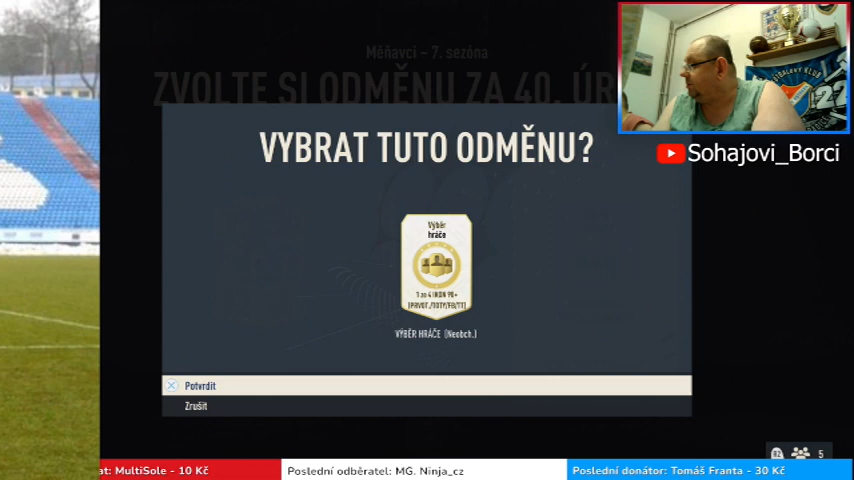 Měňavci – 7. sezóna
ZVOLTE SI ODMĚNU ZA 40. ÚR
VYBRAT TUTO ODMĚNU?
Sohajovi_Borci
Výběr
hráče
1 ze 4 IKON 90+
VÝBĚR HRÁČE (Neobch.)
Potvrdit
Zrušit
5
at: MultiSole - 10 Kč
Poslední odběratel: MG. Ninja_cz
Poslední donátor: Tomáš Franta - 30 Kč
22